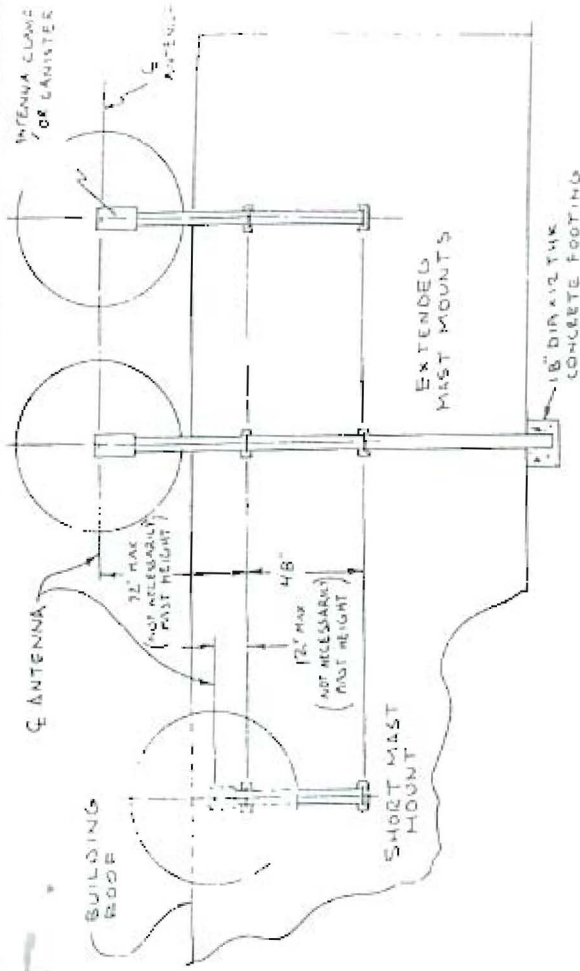 BUILDING
ROOF
℄ ANTENNA
72" MAX
(NOT NECESSARILY
MAST HEIGHT)
48"
12" MAX
(NOT NECESSARILY
MAST HEIGHT)
SHORT MAST
MOUNT
ANTENNA CLAMP
OR CANISTER
℄
ANTENNA
EXTENDED
MAST MOUNTS
18" DIA x 12 THK
CONCRETE FOOTING